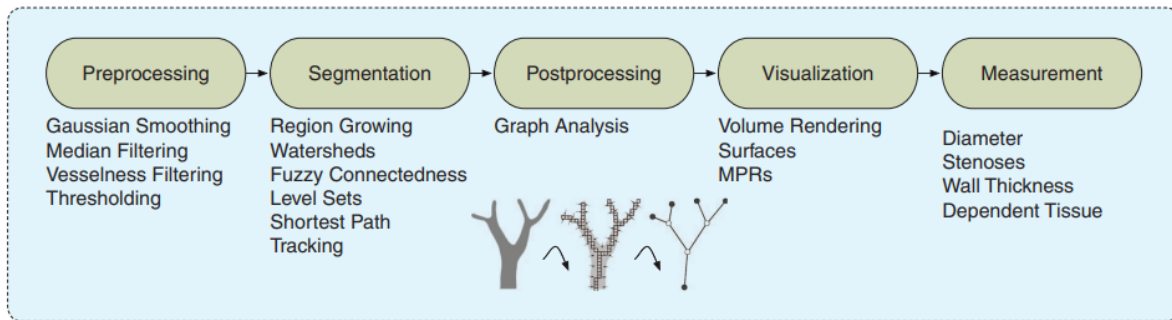 Preprocessing
Segmentation
Postprocessing
Visualization
Measurement
Gaussian Smoothing
Median Filtering
Vesselness Filtering
Thresholding
Region Growing
Watersheds
Fuzzy Connectedness
Level Sets
Shortest Path
Tracking
Graph Analysis
Volume Rendering
Surfaces
MPRs
Diameter
Stenoses
Wall Thickness
Dependent Tissue